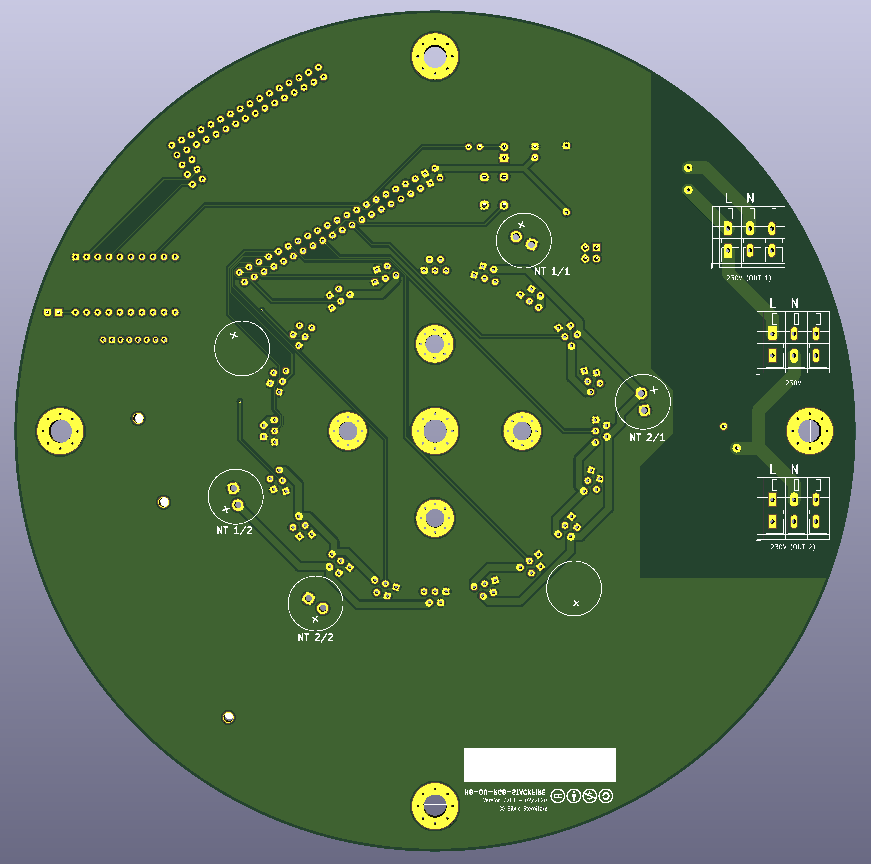 L N
230V (OUT 1)
NT 1/1
L N
230V
NT 2/1
L N
NT 1/2
230V (OUT 2)
NT 2/2